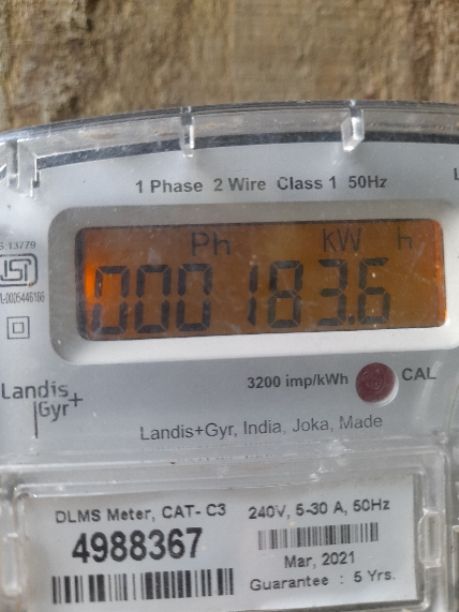 1 Phase 2 Wire Class 1 50Hz
Ph KW h
000183.6
3200 imp/kWh CAL
Landis
Gyr+
Landis+Gyr, India, Joka, Made
DLMS Meter, CAT- C3
4988367
240V, 5-30 A, 50Hz
Mar, 2021
Guarantee : 5 Yrs.